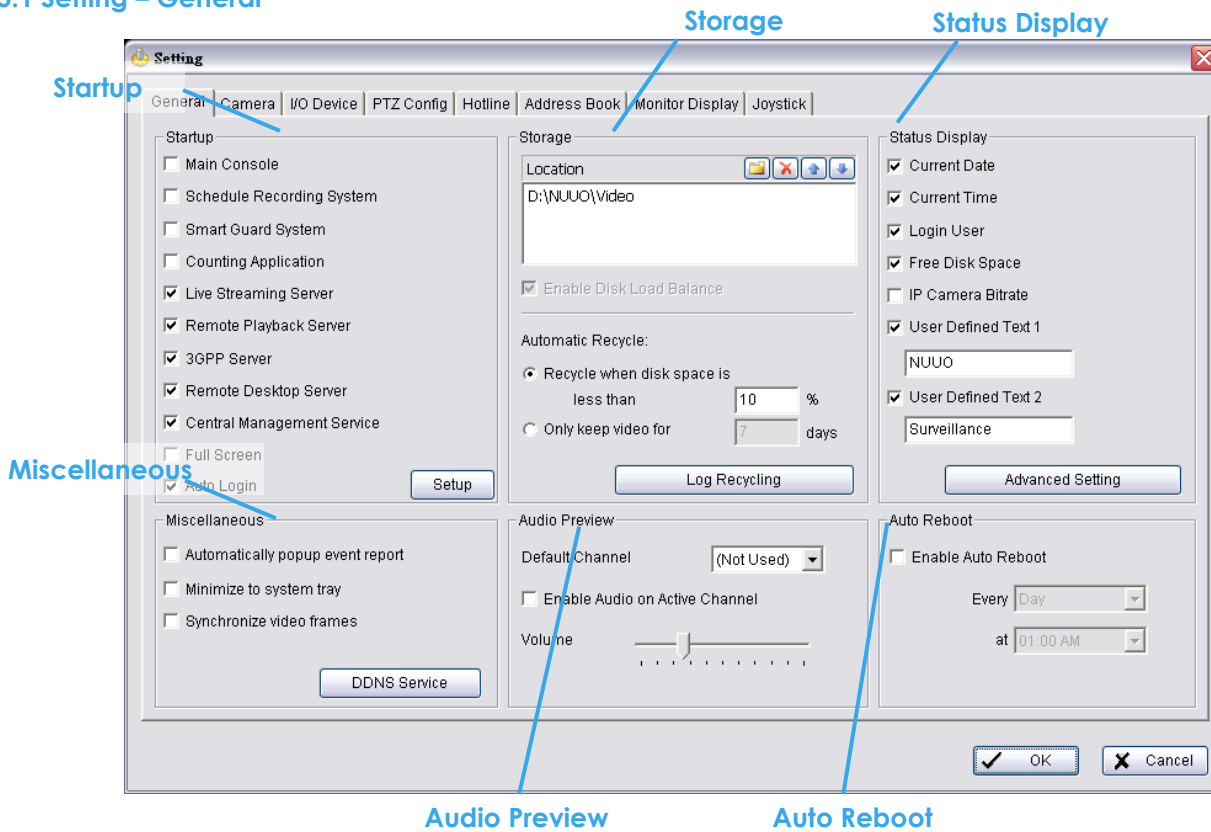 Setting – General
Storage
Status Display
Setting
Startup
General Camera I/O Device PTZ Config Hotline Address Book Monitor Display Joystick
Startup
Main Console
Schedule Recording System
Smart Guard System
Counting Application
Live Streaming Server
Remote Playback Server
3GPP Server
Remote Desktop Server
Central Management Service
Full Screen
Auto Login
Setup
Storage
Location
D:\NUUO\Video
Enable Disk Load Balance
Automatic Recycle:
Recycle when disk space is
less than 10 %
Only keep video for 7 days
Log Recycling
Status Display
Current Date
Current Time
Login User
Free Disk Space
IP Camera Bitrate
User Defined Text 1
NUUO
User Defined Text 2
Surveillance
Advanced Setting
Miscellaneous
Miscellaneous
Automatically popup event report
Minimize to system tray
Synchronize video frames
DDNS Service
Audio Preview
Default Channel (Not Used)
Enable Audio on Active Channel
Volume
Auto Reboot
Enable Auto Reboot
Every Day
at 01:00 AM
OK Cancel
Audio Preview
Auto Reboot